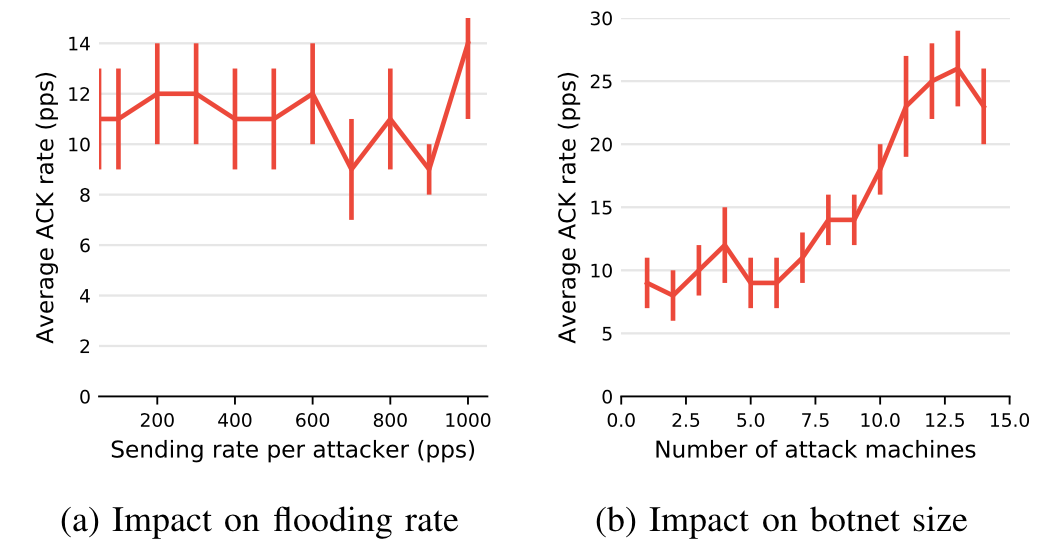 14
12
10
8
6
4
2
0
Average ACK rate (pps)
200 400 600 800 1000
Sending rate per attacker (pps)
(a) Impact on flooding rate
30
25
20
15
10
5
0
Average ACK rate (pps)
0.0 2.5 5.0 7.5 10.0 12.5 15.0
Number of attack machines
(b) Impact on botnet size